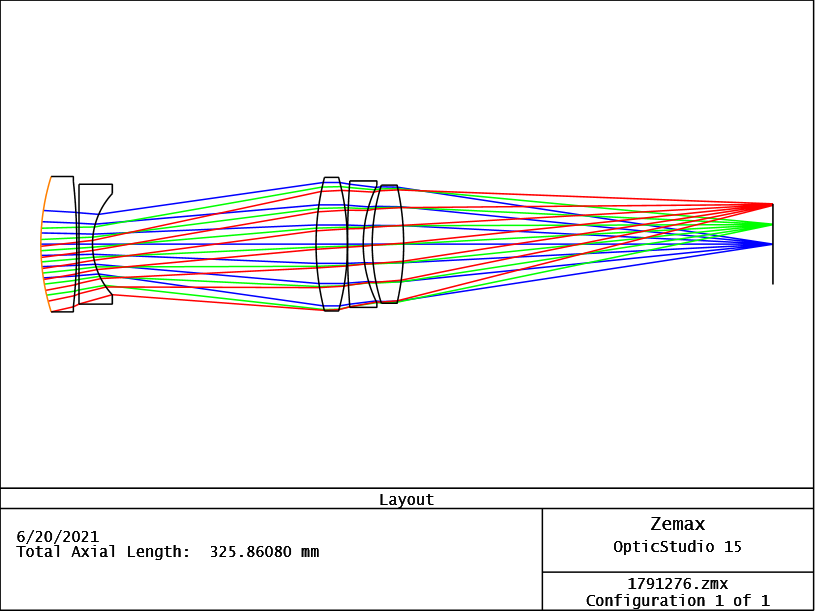 Layout
6/20/2021
Total Axial Length:  325.86080 mm
Zemax
OpticStudio 15
1791276.zmx
Configuration 1 of 1